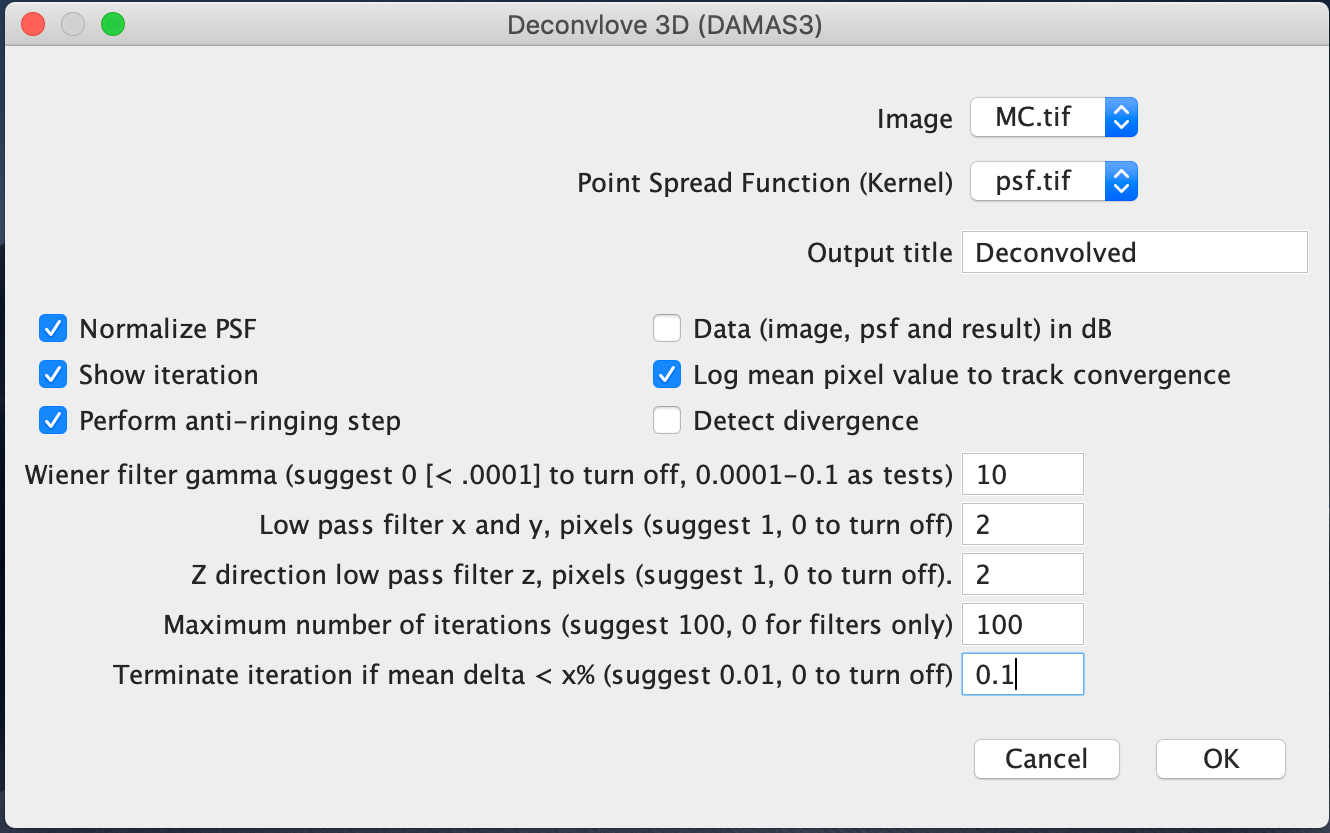 Deconvlove 3D (DAMAS3)
Image MC.tif
Point Spread Function (Kernel) psf.tif
Output title Deconvolved
Normalize PSF Data (image, psf and result) in dB
Show iteration Log mean pixel value to track convergence
Perform anti-ringing step Detect divergence
Wiener filter gamma (suggest 0 [< .0001] to turn off, 0.0001-0.1 as tests) 10
Low pass filter x and y, pixels (suggest 1, 0 to turn off) 2
Z direction low pass filter z, pixels (suggest 1, 0 to turn off). 2
Maximum number of iterations (suggest 100, 0 for filters only) 100
Terminate iteration if mean delta < x% (suggest 0.01, 0 to turn off) 0.1
Cancel OK